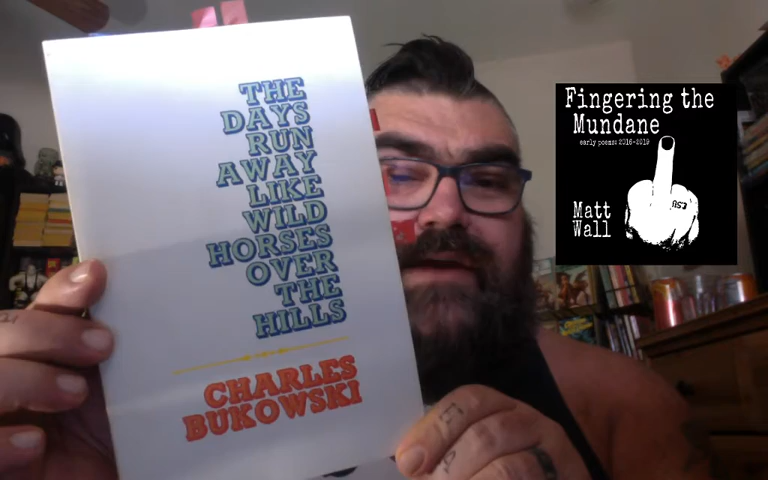 THE
DAYS
RUN
AWAY
LIKE
WILD
HORSES
OVER
THE
HILLS
CHARLES
BUKOWSKI
Fingering the
Mundane
early poems: 2016-2019
Matt
Wall